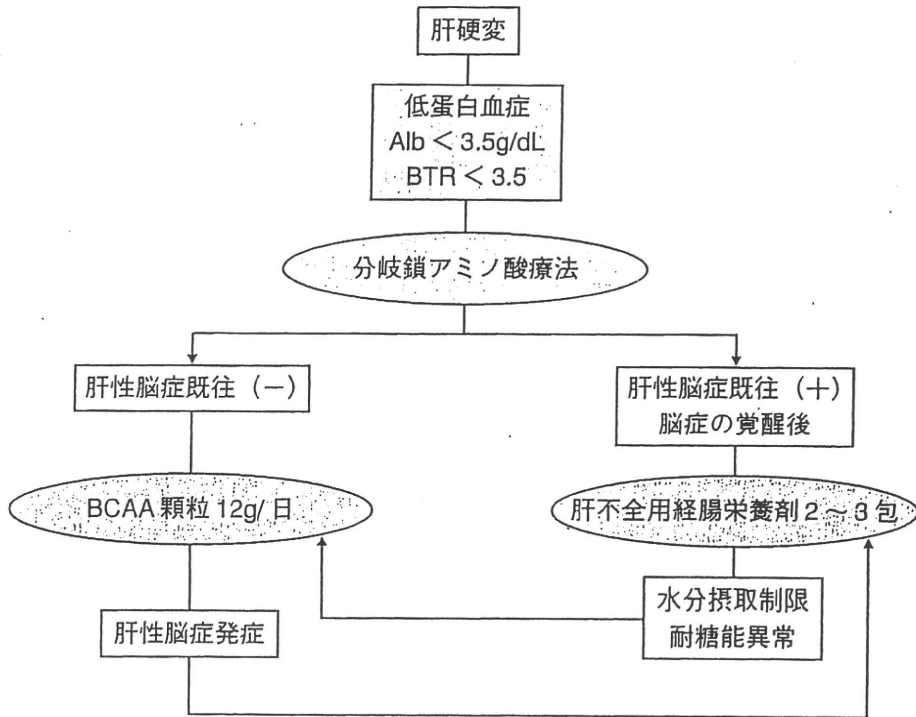 肝硬変
低蛋白血症
Alb < 3.5g/dL
BTR < 3.5
分岐鎖アミノ酸療法
肝性脳症既往（−）
肝性脳症既往（＋）
脳症の覚醒後
BCAA 顆粒 12g/ 日
肝不全用経腸栄養剤 2 〜 3 包
水分摂取制限
耐糖能異常
肝性脳症発症